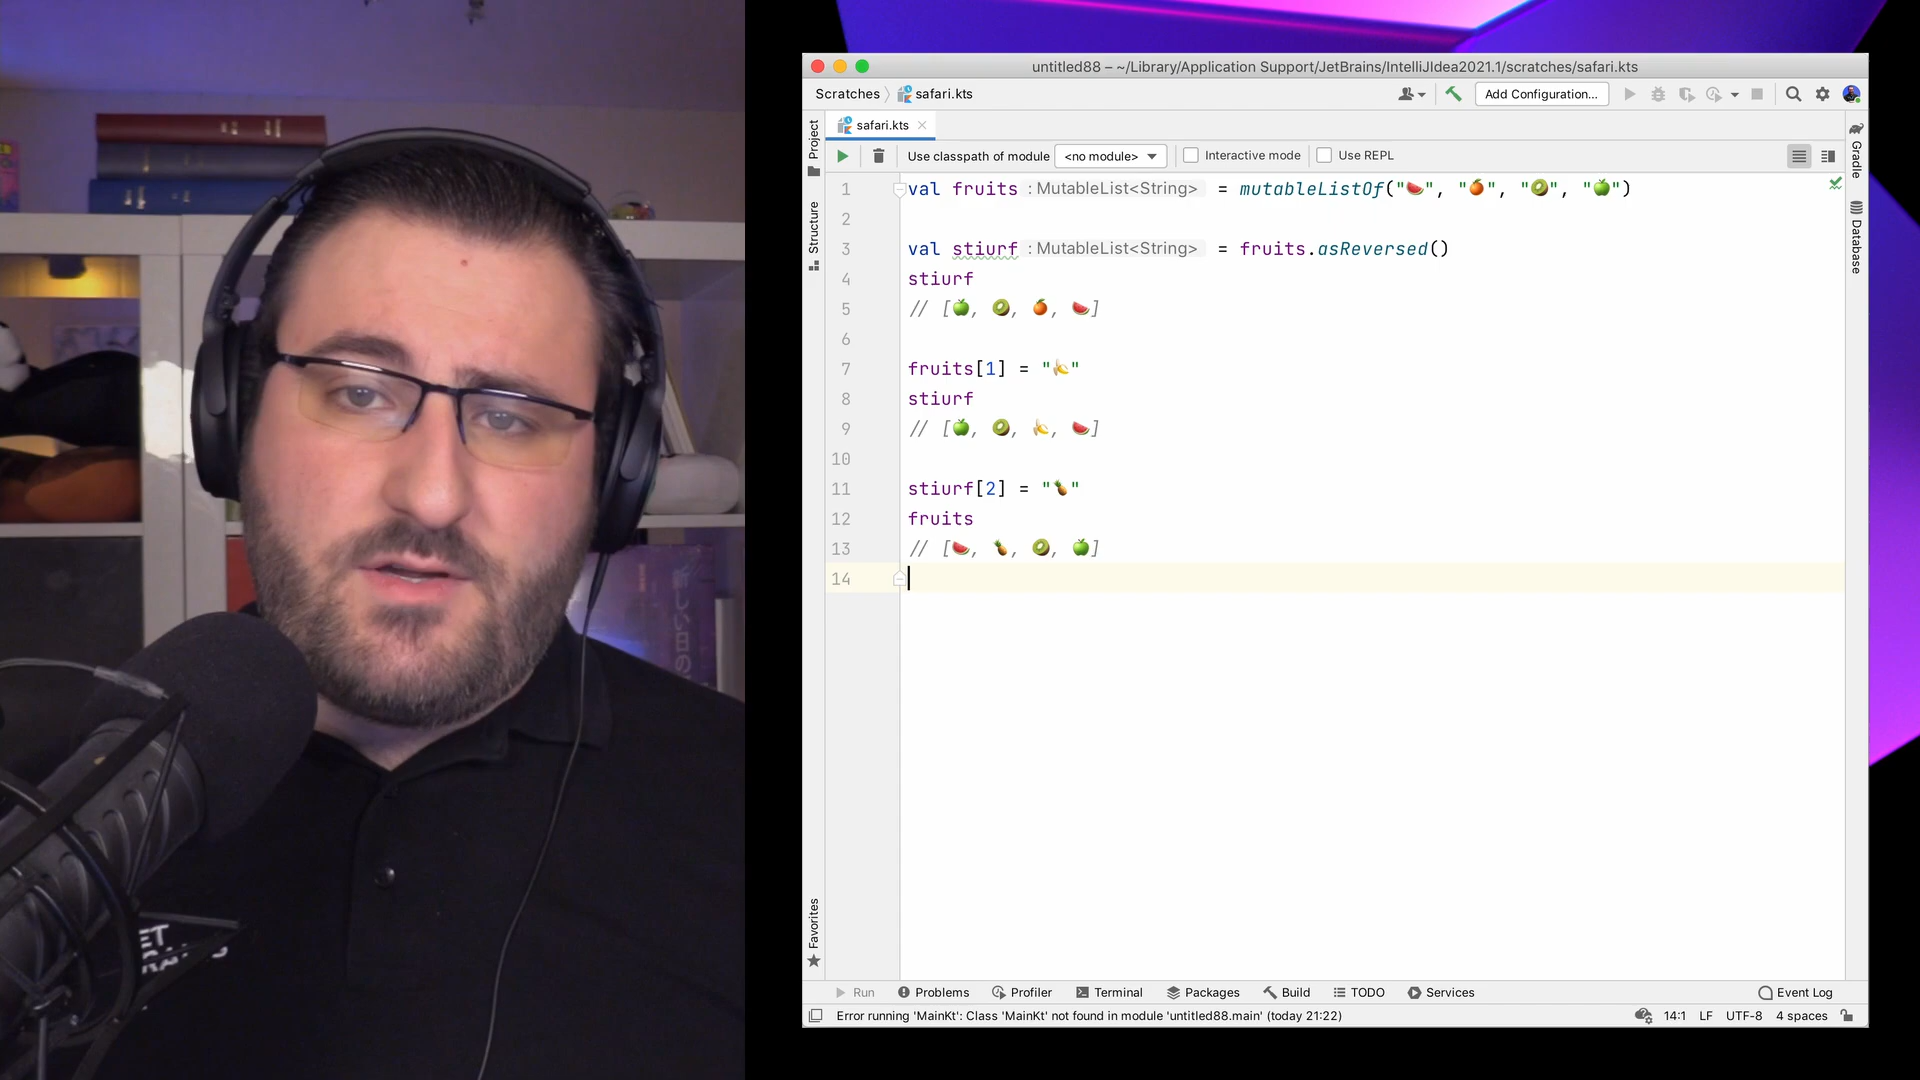 untitled88 – ~/Library/Application Support/JetBrains/IntelliJIdea2021.1/scratches/safari.kts
Scratches 〉 safari.kts
Add Configuration...
safari.kts
Use classpath of module <no module> Interactive mode Use REPL
Project
Structure
Favorites
Gradle
Database
1 val fruits : MutableList<String> = mutableListOf("🍉", "🍊", "🥝", "🍏")
2
3 val stiurf : MutableList<String> = fruits.asReversed()
4 stiurf
5 // [🍏, 🥝, 🍊, 🍉]
6
7 fruits[1] = "🍌"
8 stiurf
9 // [🍏, 🥝, 🍌, 🍉]
10
11 stiurf[2] = "🍍"
12 fruits
13 // [🍉, 🍍, 🥝, 🍏]
14
Run Problems Profiler Terminal Packages Build TODO Services Event Log
Error running 'MainKt': Class 'MainKt' not found in module 'untitled88.main' (today 21:22) 14:1 LF UTF-8 4 spaces